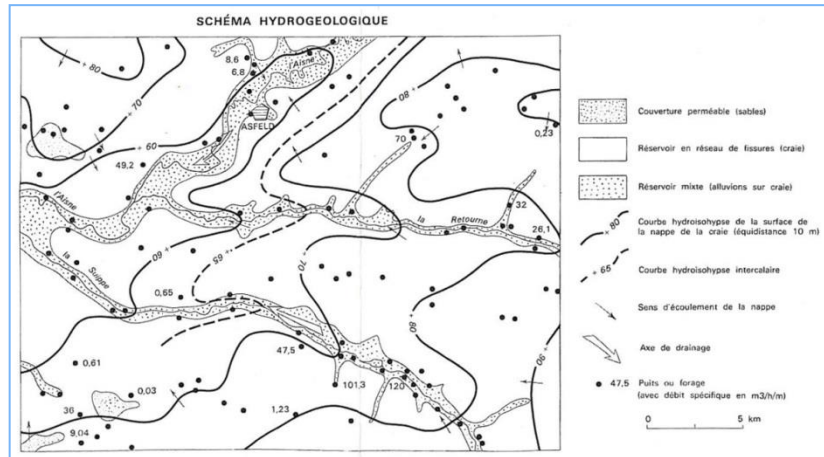 SCHÉMA HYDROGEOLOGIQUE
+ 80
+ 70
60
49,2
8,6
6,8
l'Aisne
ASFELD
80
70
0,23
32
26,1
la Retourne
l'Aisne
la Suippe
60
+ 65
+ 70
0,65
80
90
47,5
101,3
120
0,61
0,03
36
9,04
1,23
Couverture perméable (sables)
Réservoir en réseau de fissures (craie)
Réservoir mixte (alluvions sur craie)
+ 80
Courbe hydroisohypse de la surface de
la nappe de la craie (équidistance 10 m)
+ 65
Courbe hydroisohypse intercalaire
Sens d'écoulement de la nappe
Axe de drainage
47,5
Puits ou forage
(avec débit spécifique en m3/h/m)
0 5 km